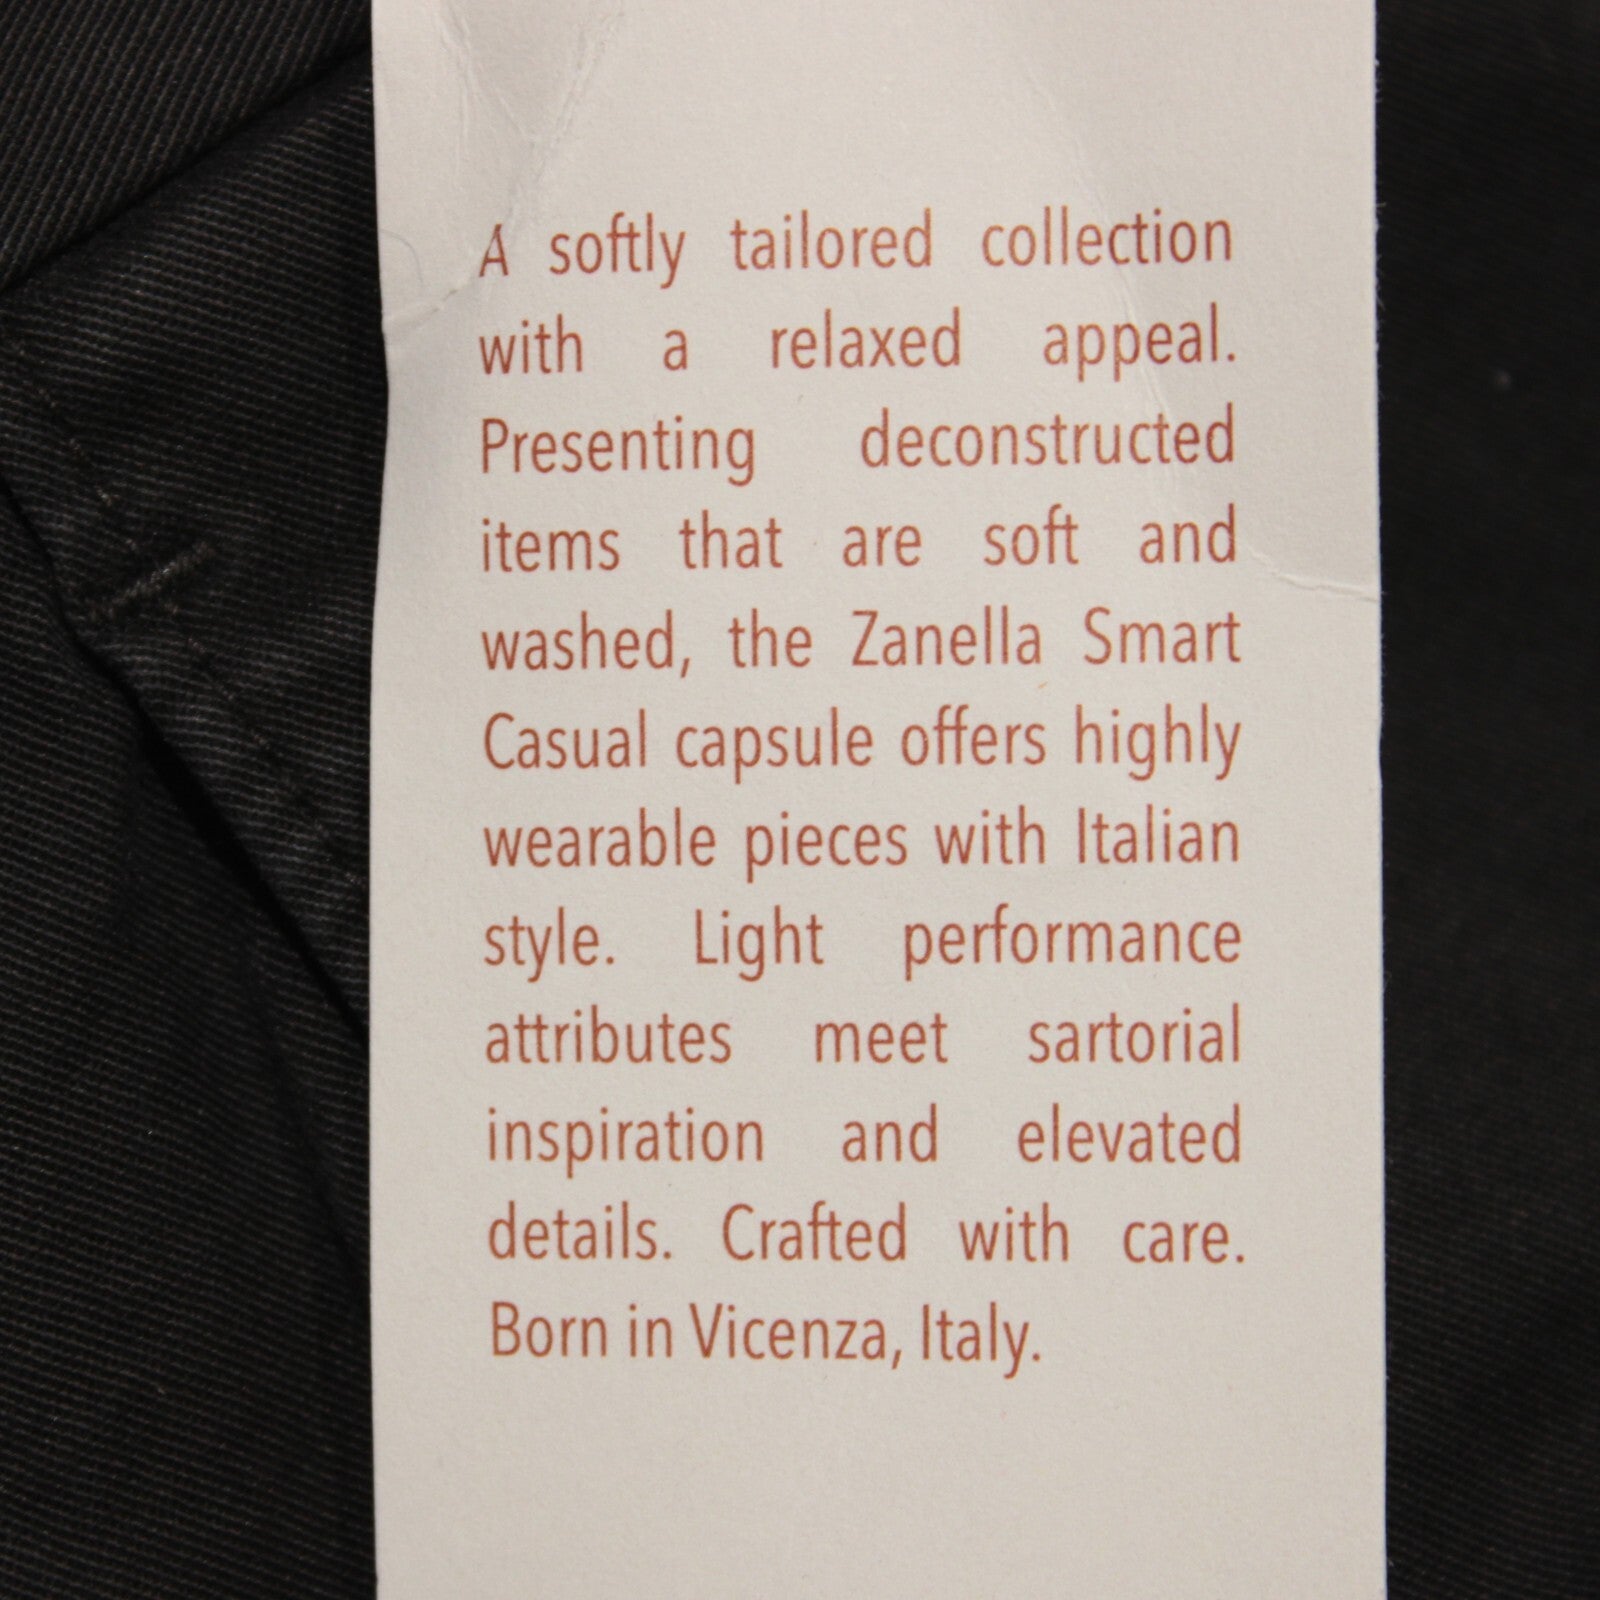 A softly tailored collection
with a relaxed appeal.
Presenting deconstructed
items that are soft and
washed, the Zanella Smart
Casual capsule offers highly
wearable pieces with Italian
style. Light performance
attributes meet sartorial
inspiration and elevated
details. Crafted with care.
Born in Vicenza, Italy.